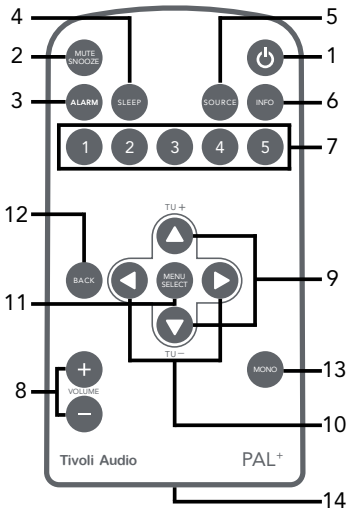 4
5
2
MUTE
SNOOZE
1
3
ALARM
SLEEP
SOURCE
INFO
6
1
2
3
4
5
7
12
TU +
BACK
MENU
SELECT
9
11
TU −
+
VOLUME
−
8
MONO
13
10
Tivoli Audio
PAL+
14